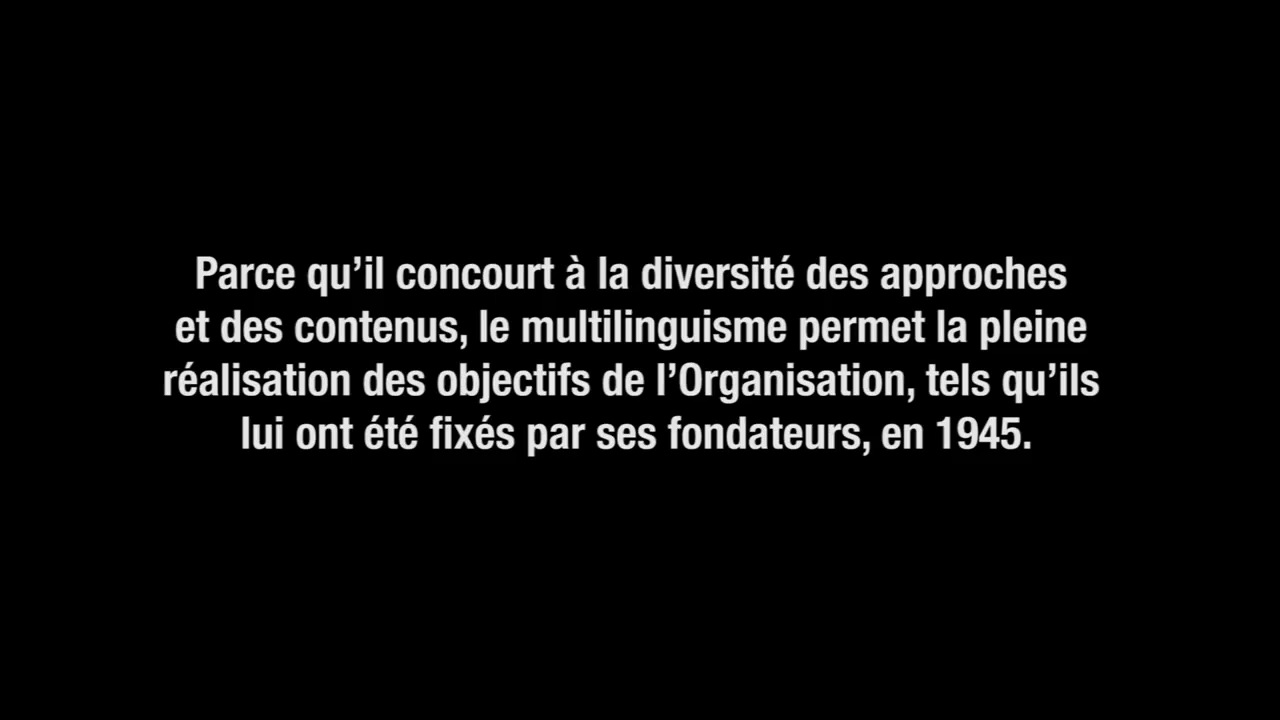 Parce qu’il concourt à la diversité des approches
et des contenus, le multilinguisme permet la pleine
réalisation des objectifs de l’Organisation, tels qu’ils
lui ont été fixés par ses fondateurs, en 1945.